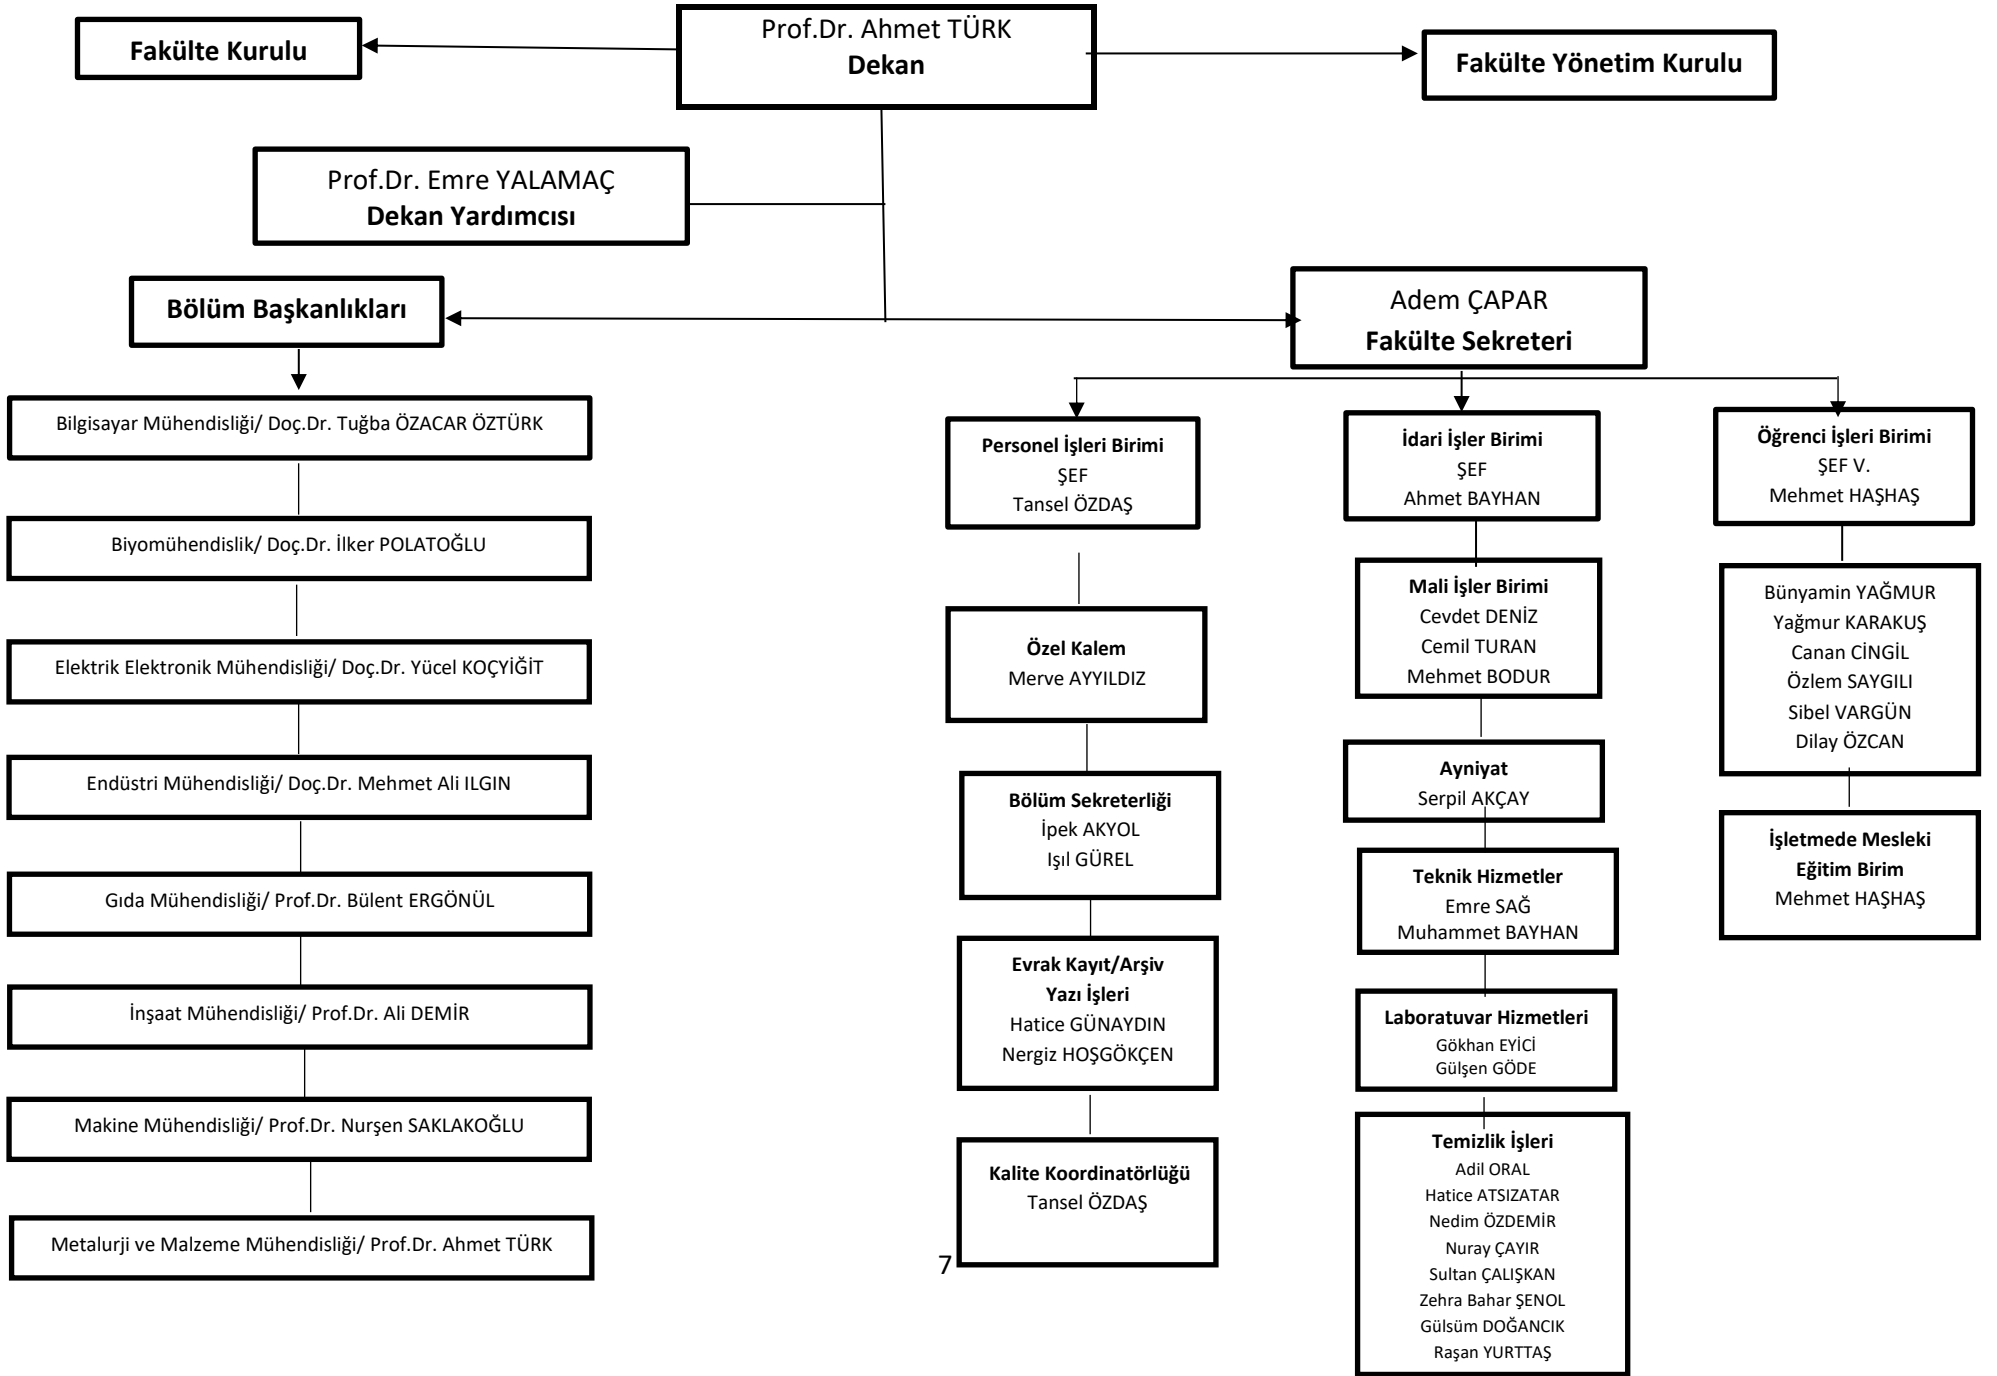 Prof.Dr. Ahmet TÜRK
Dekan
Fakülte Kurulu
Fakülte Yönetim Kurulu
Prof.Dr. Emre YALAMAÇ
Dekan Yardımcısı
Bölüm Başkanlıkları
Adem ÇAPAR
Fakülte Sekreteri
Bilgisayar Mühendisliği/ Doç.Dr. Tuğba ÖZACAR ÖZTÜRK
Biyomühendislik/ Doç.Dr. İlker POLATOĞLU
Elektrik Elektronik Mühendisliği/ Doç.Dr. Yücel KOÇYİĞİT
Endüstri Mühendisliği/ Doç.Dr. Mehmet Ali ILGIN
Gıda Mühendisliği/ Prof.Dr. Bülent ERGÖNÜL
İnşaat Mühendisliği/ Prof.Dr. Ali DEMİR
Makine Mühendisliği/ Prof.Dr. Nurşen SAKLAKOĞLU
Metalurji ve Malzeme Mühendisliği/ Prof.Dr. Ahmet TÜRK
Personel İşleri Birimi
ŞEF
Tansel ÖZDAŞ
Özel Kalem
Merve AYYILDIZ
Bölüm Sekreterliği
İpek AKYOL
Işıl GÜREL
Evrak Kayıt/Arşiv
Yazı İşleri
Hatice GÜNAYDIN
Nergiz HOŞGÖKÇEN
Kalite Koordinatörlüğü
Tansel ÖZDAŞ
İdari İşler Birimi
ŞEF
Ahmet BAYHAN
Mali İşler Birimi
Cevdet DENİZ
Cemil TURAN
Mehmet BODUR
Ayniyat
Serpil AKÇAY
Teknik Hizmetler
Emre SAĞ
Muhammet BAYHAN
Laboratuvar Hizmetleri
Gökhan EYİCİ
Gülşen GÖDE
Temizlik İşleri
Adil ORAL
Hatice ATSIZATAR
Nedim ÖZDEMİR
Nuray ÇAYIR
Sultan ÇALIŞKAN
Zehra Bahar ŞENOL
Gülsüm DOĞANCIK
Raşan YURTTAŞ
Öğrenci İşleri Birimi
ŞEF V.
Mehmet HAŞHAŞ
Bünyamin YAĞMUR
Yağmur KARAKUŞ
Canan CİNGİL
Özlem SAYGILI
Sibel VARGÜN
Dilay ÖZCAN
İşletmede Mesleki
Eğitim Birim
Mehmet HAŞHAŞ
7